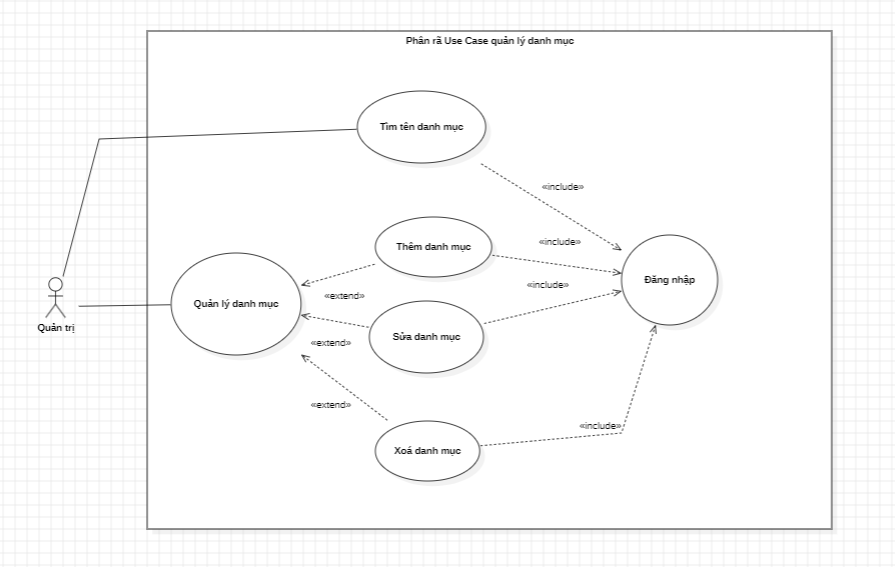 Phân rã Use Case quản lý danh mục
Tìm tên danh mục
«include»
Thêm danh mục
«include»
Đăng nhập
«include»
«extend»
Quản lý danh mục
Quản trị
Sửa danh mục
«extend»
«extend»
«include»
Xoá danh mục